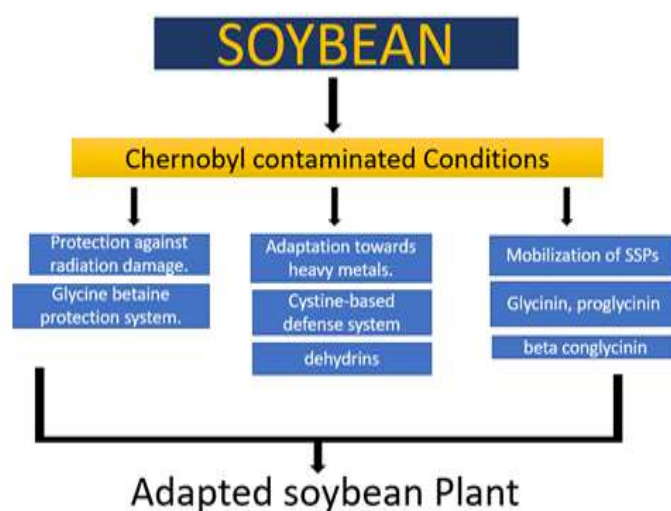 SOYBEAN
Chernobyl contaminated Conditions
Protection against
radiation damage.
Glycine betaine
protection system.
Adaptation towards
heavy metals.
Cystine-based
defense system
dehydrins
Mobilization of SSPs
Glycinin, proglycinin
beta conglycinin
Adapted soybean Plant